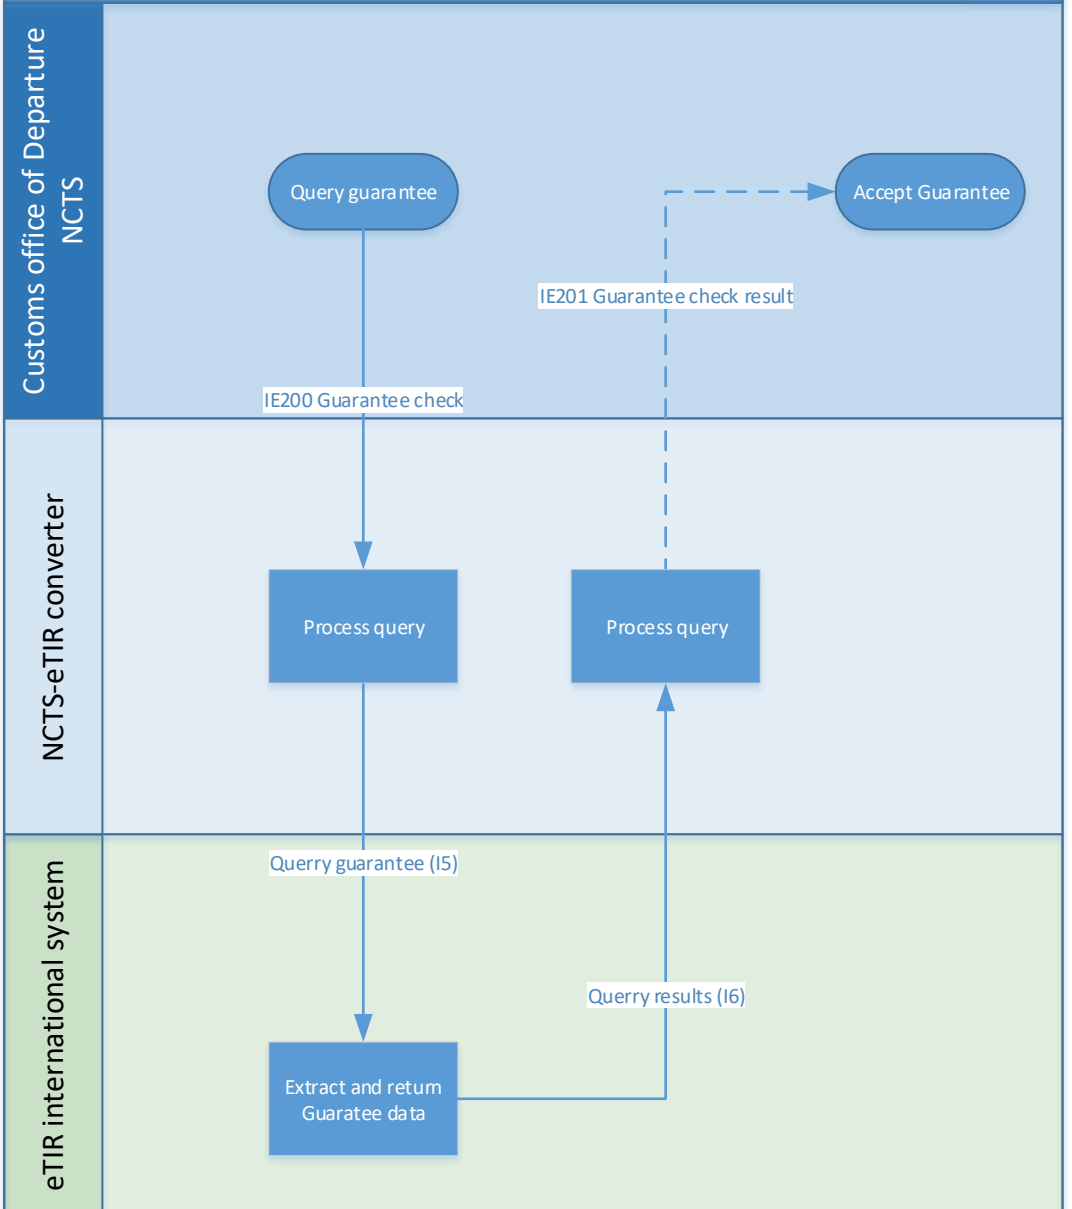 Customs office of Departure
NCTS
Query guarantee
Accept Guarantee
IE201 Guarantee check result
IE200 Guarantee check
NCTS-eTIR converter
Process query
Process query
eTIR international system
Querry guarantee (I5)
Querry results (I6)
Extract and return
Guaratee data